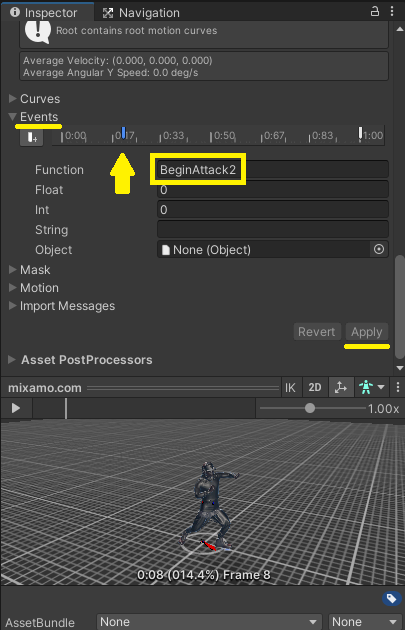 Inspector
Navigation
Root contains root motion curves
Average Velocity: (0.000, 0.000, 0.000)
Average Angular Y Speed: 0.0 deg/s
Curves
Events
0:00 0:17 0:33 0:50 0:67 0:83 1:00
Function BeginAttack2
Float 0
Int 0
String
Object None (Object)
Mask
Motion
Import Messages
Revert Apply
Asset PostProcessors
mixamo.com IK 2D
1.00x
0:08 (014.4%) Frame 8
AssetBundle None None